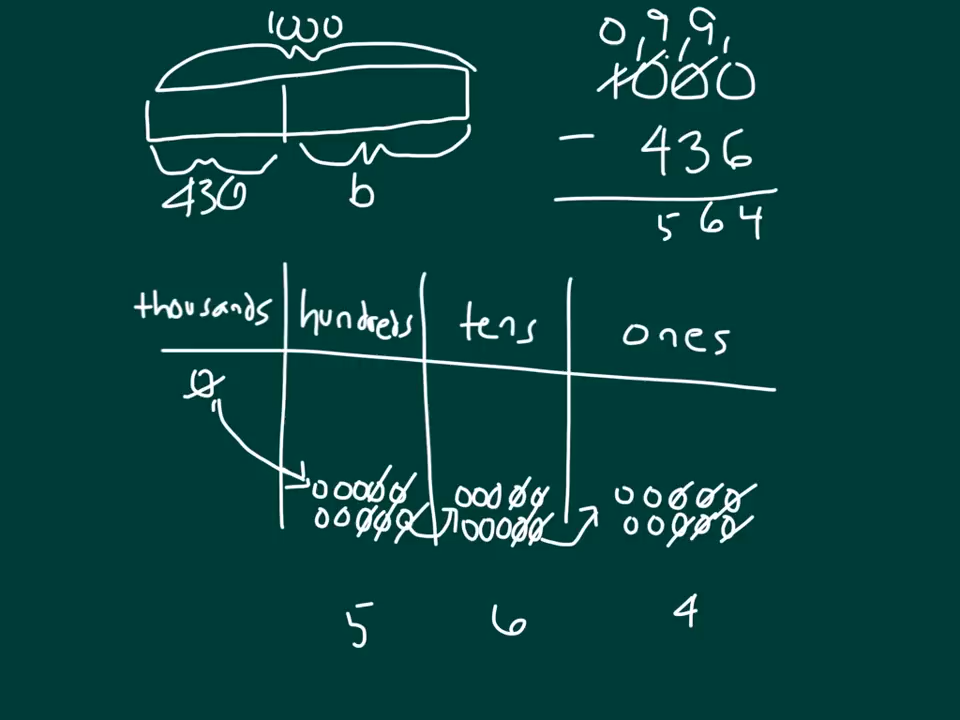 1000
436
b
0 9 9
1000
- 436
564
thousands hundreds tens ones
5 6 4